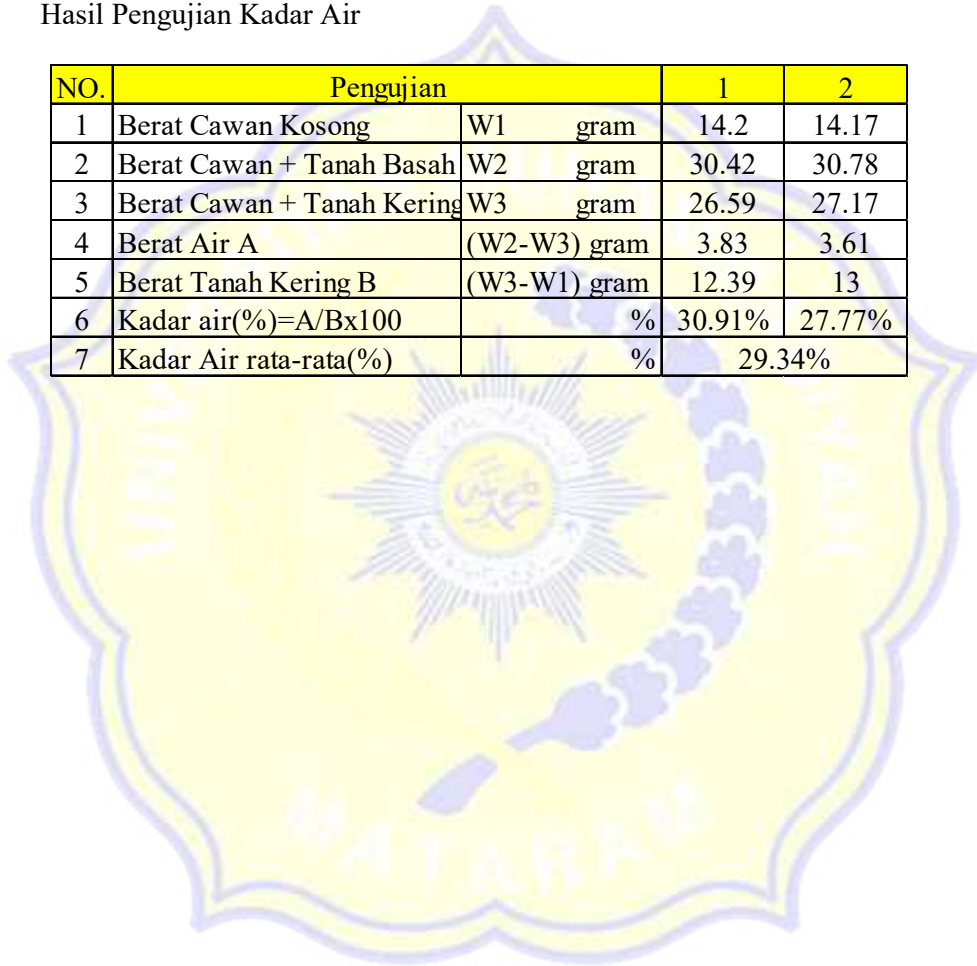 Hasil Pengujian Kadar Air
NO. Pengujian 1 2
1 Berat Cawan Kosong W1 gram 14.2 14.17
2 Berat Cawan + Tanah Basah W2 gram 30.42 30.78
3 Berat Cawan + Tanah Kering W3 gram 26.59 27.17
4 Berat Air A (W2-W3) gram 3.83 3.61
5 Berat Tanah Kering B (W3-W1) gram 12.39 13
6 Kadar air(%)=A/Bx100 % 30.91% 27.77%
7 Kadar Air rata-rata(%) % 29.34%
MATARAM